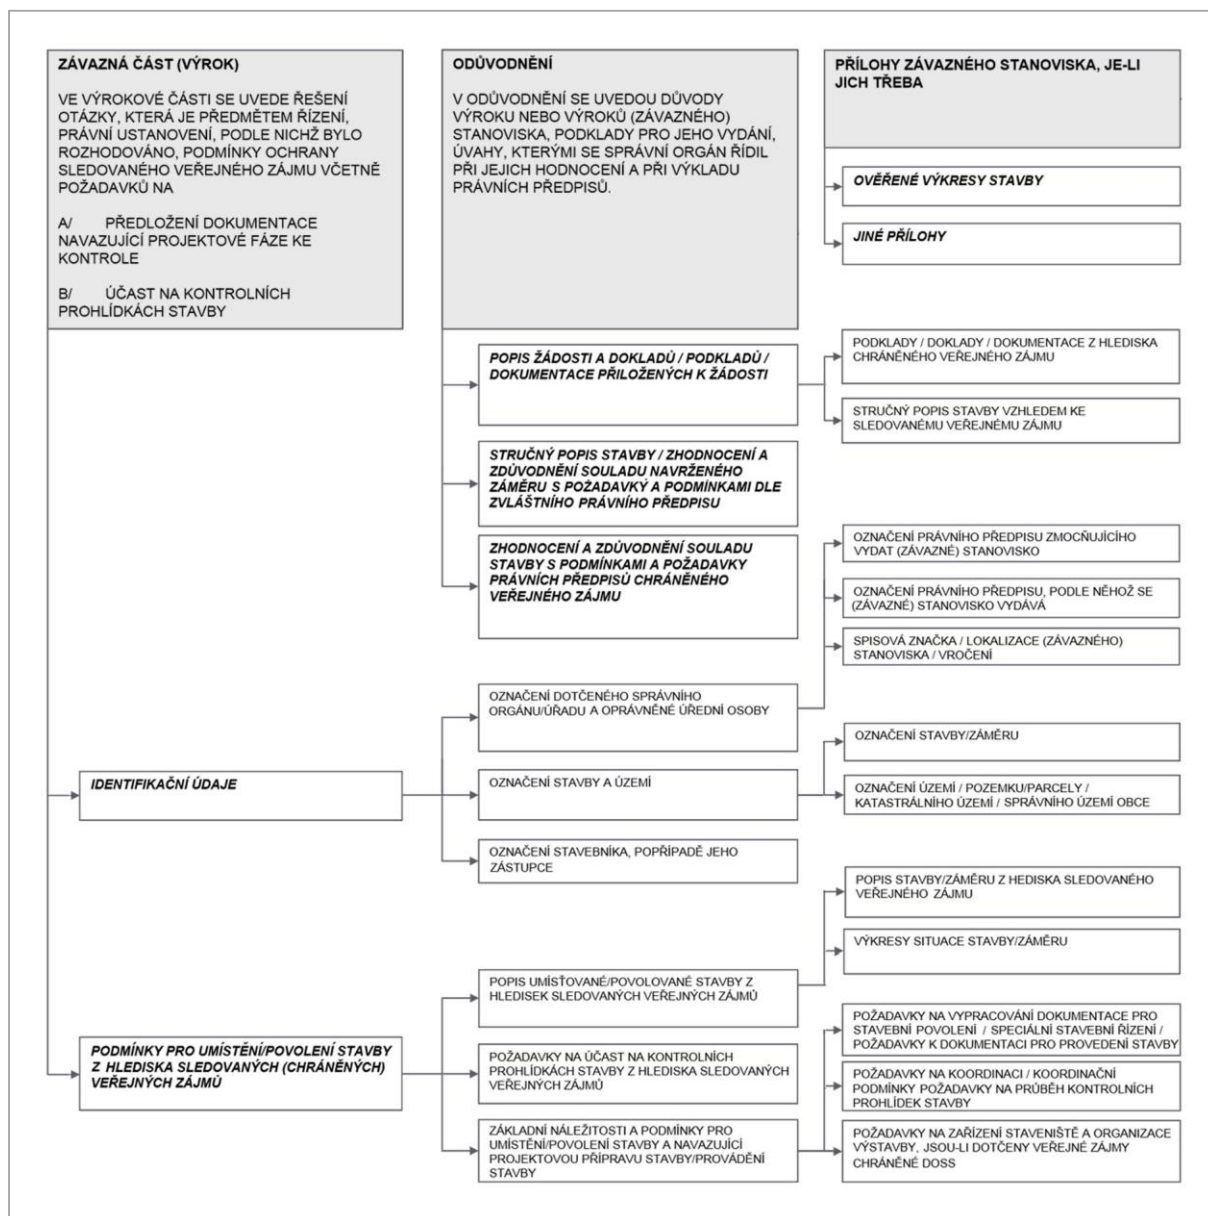 ZÁVAZNÁ ČÁST (VÝROK)
VE VÝROKOVÉ ČÁSTI SE UVEDE ŘEŠENÍ
OTÁZKY, KTERÁ JE PŘEDMĚTEM ŘÍZENÍ,
PRÁVNÍ USTANOVENÍ, PODLE NICHŽ BYLO
ROZHODOVÁNO, PODMÍNKY OCHRANY
SLEDOVANÉHO VEŘEJNÉHO ZÁJMU VČETNĚ
POŽADAVKŮ NA
A/ PŘEDLOŽENÍ DOKUMENTACE
NAVAZUJÍCÍ PROJEKTOVÉ FÁZE KE
KONTROLE
B/ ÚČAST NA KONTROLNÍCH
PROHLÍDKÁCH STAVBY
ODŮVODNĚNÍ
V ODŮVODNĚNÍ SE UVEDOU DŮVODY
VÝROKU NEBO VÝROKŮ (ZÁVAZNÉHO)
STANOVISKA, PODKLADY PRO JEHO VYDÁNÍ,
ÚVAHY, KTERÝMI SE SPRÁVNÍ ORGÁN ŘÍDIL
PŘI JEJICH HODNOCENÍ A PŘI VÝKLADU
PRÁVNÍCH PŘEDPISŮ.
PŘÍLOHY ZÁVAZNÉHO STANOVISKA, JE-LI
JICH TŘEBA
OVĚŘENÉ VÝKRESY STAVBY
JINÉ PŘÍLOHY
POPIS ŽÁDOSTI A DOKLADŮ / PODKLADŮ /
DOKUMENTACE PŘILOŽENÝCH K ŽÁDOSTI
PODKLADY / DOKLADY / DOKUMENTACE Z HLEDISKA
CHRÁNĚNÉHO VEŘEJNÉHO ZÁJMU
STRUČNÝ POPIS STAVBY VZHLEDEM KE
SLEDOVANÉMU VEŘEJNÉMU ZÁJMU
STRUČNÝ POPIS STAVBY / ZHODNOCENÍ A
ZDŮVODNĚNÍ SOULADU NAVRŽENÉHO
ZÁMĚRU S POŽADAVKY A PODMÍNKAMI DLE
ZVLÁŠTNÍHO PRÁVNÍHO PŘEDPISU
ZHODNOCENÍ A ZDŮVODNĚNÍ SOULADU
STAVBY S PODMÍNKAMI A POŽADAVKY
PRÁVNÍCH PŘEDPISŮ CHRÁNĚNÉHO
VEŘEJNÉHO ZÁJMU
OZNAČENÍ PRÁVNÍHO PŘEDPISU ZMOCŇUJÍCÍHO
VYDAT (ZÁVAZNÉ) STANOVISKO
OZNAČENÍ PRÁVNÍHO PŘEDPISU, PODLE NĚHOŽ SE
(ZÁVAZNÉ) STANOVISKO VYDÁVÁ
SPISOVÁ ZNAČKA / LOKALIZACE (ZÁVAZNÉHO)
STANOVISKA / VROČENÍ
IDENTIFIKAČNÍ ÚDAJE
OZNAČENÍ DOTČENÉHO SPRÁVNÍHO
ORGÁNU/ÚŘADU A OPRÁVNĚNÉ ÚŘEDNÍ OSOBY
OZNAČENÍ STAVBY A ÚZEMÍ
OZNAČENÍ STAVEBNÍKA, POPŘÍPADĚ JEHO
ZÁSTUPCE
OZNAČENÍ STAVBY/ZÁMĚRU
OZNAČENÍ ÚZEMÍ / POZEMKU/PARCELY /
KATASTRÁLNÍHO ÚZEMÍ / SPRÁVNÍHO ÚZEMÍ OBCE
PODMÍNKY PRO UMÍSTĚNÍ/POVOLENÍ STAVBY
Z HLEDISKA SLEDOVANÝCH (CHRÁNĚNÝCH)
VEŘEJNÝCH ZÁJMŮ
POPIS UMÍSŤOVANÉ/POVOLOVANÉ STAVBY Z
HLEDISEK SLEDOVANÝCH VEŘEJNÝCH ZÁJMŮ
POPIS STAVBY/ZÁMĚRU Z HEDISKA SLEDOVANÉHO
VEŘEJNÉHO ZÁJMU
VÝKRESY SITUACE STAVBY/ZÁMĚRU
POŽADAVKY NA ÚČAST NA KONTROLNÍCH
PROHLÍDKÁCH STAVBY Z HLEDISKA SLEDOVANÝCH
VEŘEJNÝCH ZÁJMŮ
ZÁKLADNÍ NÁLEŽITOSTI A PODMÍNKY PRO
UMÍSTĚNÍ/POVOLENÍ STAVBY A NAVAZUJÍCÍ
PROJEKTOVOU PŘÍPRAVU STAVBY/PROVÁDĚNÍ
STAVBY
POŽADAVKY NA VYPRACOVÁNÍ DOKUMENTACE PRO
STAVEBNÍ POVOLENÍ / SPECIÁLNÍ STAVEBNÍ ŘÍZENÍ /
POŽADAVKY K DOKUMENTACI PRO PROVEDENÍ STAVBY
POŽADAVKY NA KOORDINACI / KOORDINAČNÍ
PODMÍNKY POŽADAVKY NA PRŮBĚH KONTROLNÍCH
PROHLÍDEK STAVBY
POŽADAVKY NA ZAŘÍZENÍ STAVENIŠTĚ A ORGANIZACE
VÝSTAVBY, JSOU-LI DOTČENY VEŘEJNÉ ZÁJMY
CHRÁNĚNÉ DOSS